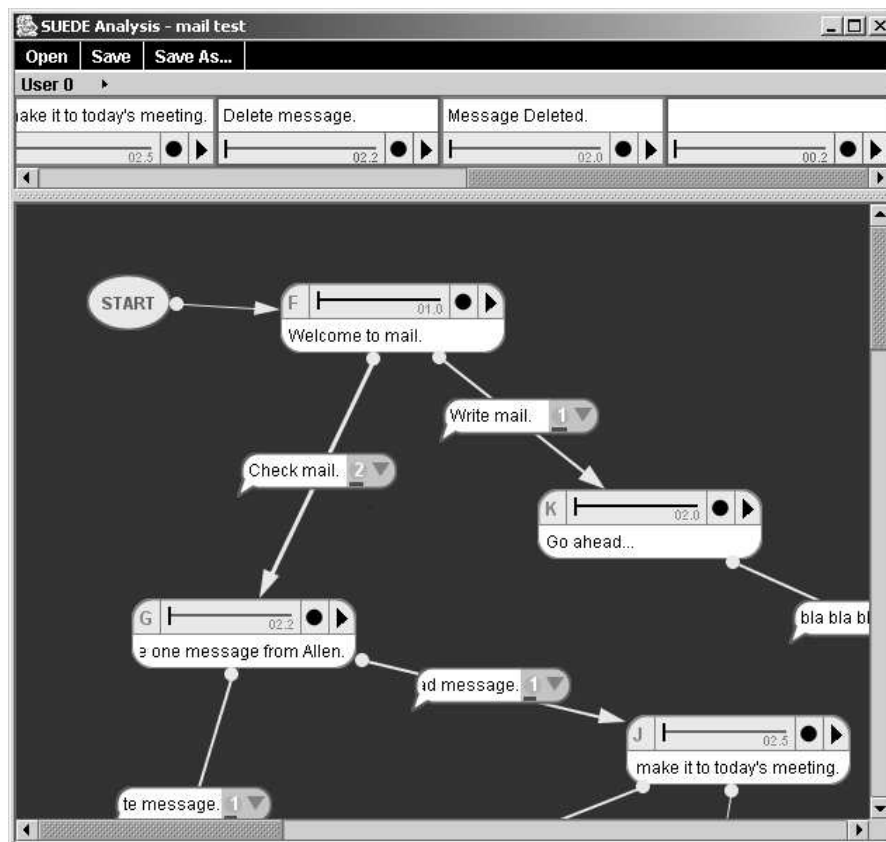 SUEDE Analysis - mail test
Open Save Save As...
User 0
make it to today's meeting. Delete message. Message Deleted.
02.5 02.2 02.0 00.2
START
F 01.0
Welcome to mail.
Write mail. 1
Check mail. 2
K 02.0
Go ahead...
G 02.2
e one message from Allen.
bla bla bl
ad message. 1
J 02.5
make it to today's meeting.
te message. 1